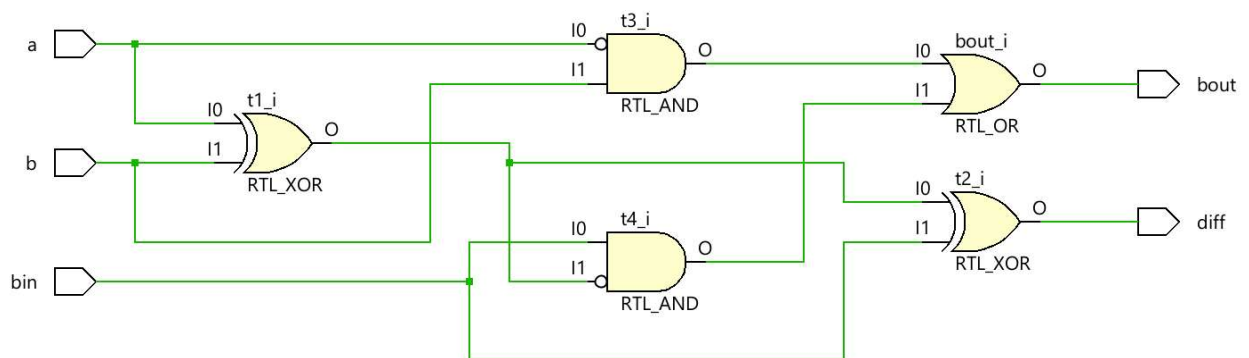 t3_i
a
I0
O
bout_i
I0
O
I1
RTL_AND
t1_i
I1
bout
I0
O
RTL_OR
b
I1
RTL_XOR
t2_i
I0
O
t4_i
I0
O
I1
diff
bin
I1
RTL_XOR
RTL_AND